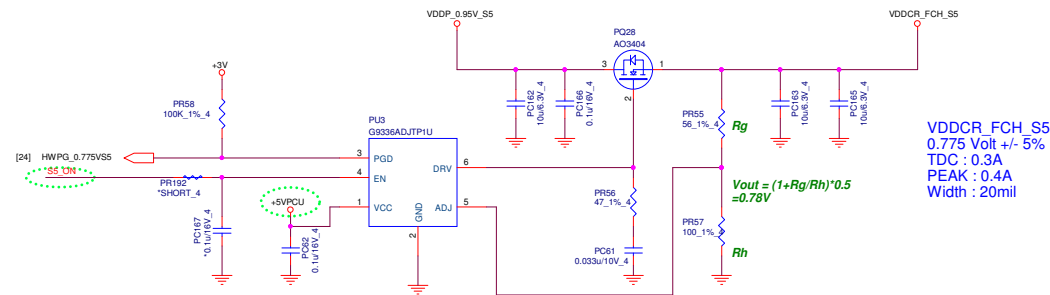 VDDP_0.95V_S5
VDDCR_FCH_S5
PQ28
AO3404
3
1
2
+3V
PR58
100K_1%_4
PC162
10u/6.3V_4
PC166
0.1u/16V_4
PR55
56_1%_4
Rg
PC163
10u/6.3V_4
PC165
10u/6.3V_4
VDDCR_FCH_S5
0.775 Volt +/- 5%
TDC : 0.3A
PEAK : 0.4A
Width : 20mil
PU3
G9336ADJTP1U
[24] HWPG_0.775VS5
S5_ON
3
PGD
4
EN
1
VCC
GND
2
DRV
6
ADJ
5
PR192
*SHORT_4
+5VPCU
PC167
*0.1u/16V_4
PC62
0.1u/16V_4
PR56
47_1%_4
PC61
0.033u/10V_4
Vout = (1+Rg/Rh)*0.5
=0.78V
PR57
100_1%_4
Rh